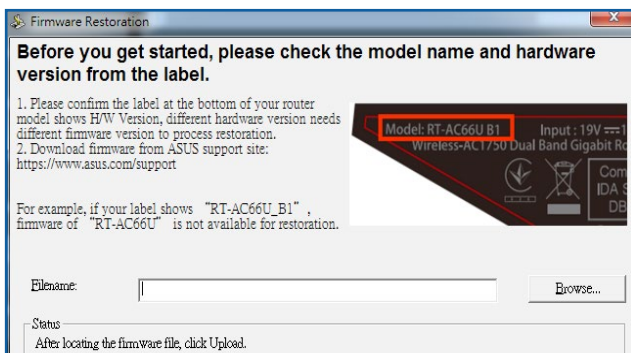 Firmware Restoration
Before you get started, please check the model name and hardware
version from the label.
1. Please confirm the label at the bottom of your router
model shows H/W Version, different hardware version needs
different firmware version to process restoration.
2. Download firmware from ASUS support site:
https://www.asus.com/support
For example, if your label shows “RT-AC66U_B1”,
firmware of “RT-AC66U” is not available for restoration.
Model: RT-AC66U B1 Input : 19V
Wireless-AC1750 Dual Band Gigabit
Com
IDA
DB
Filename:
Browse...
Status
After locating the firmware file, click Upload.